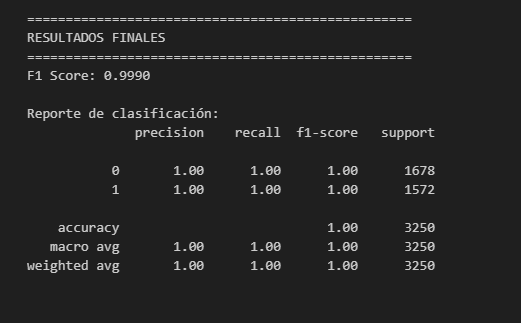 ==================================================
RESULTADOS FINALES
==================================================
F1 Score: 0.9990
Reporte de clasificación:
precision recall f1-score support
0 1.00 1.00 1.00 1678
1 1.00 1.00 1.00 1572
accuracy 1.00 3250
macro avg 1.00 1.00 1.00 3250
weighted avg 1.00 1.00 1.00 3250